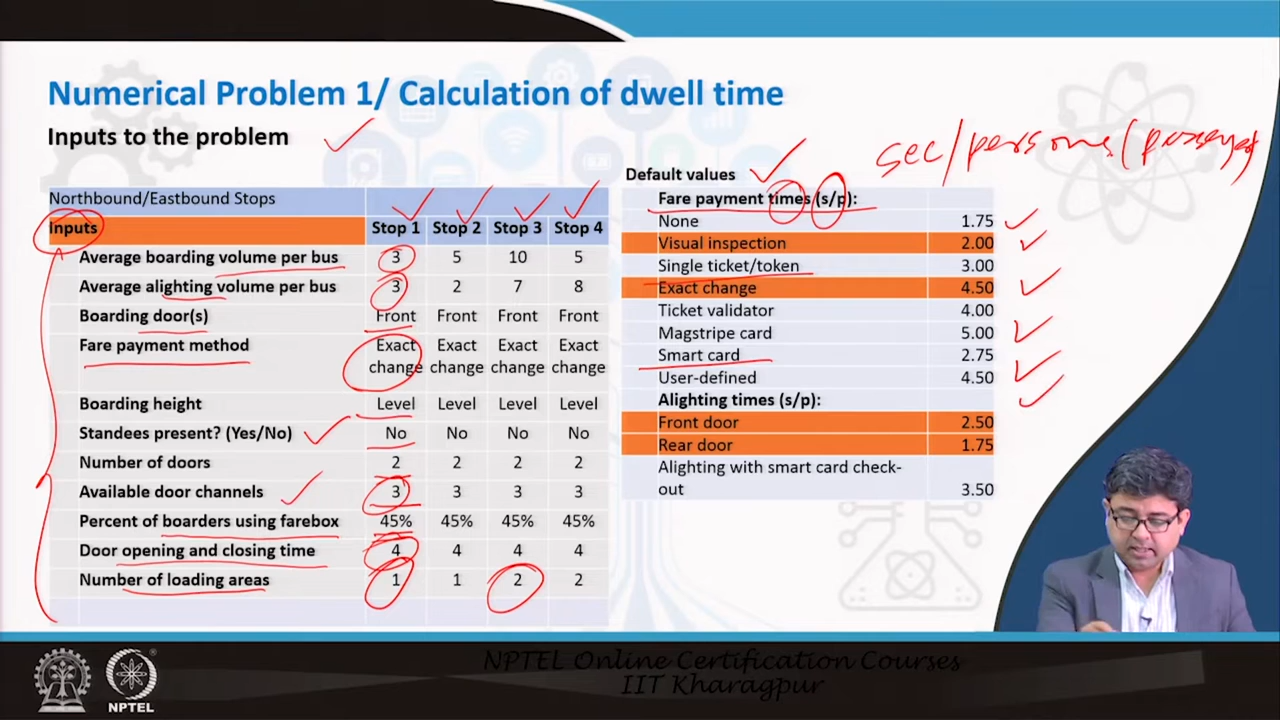 Numerical Problem 1/ Calculation of dwell time
Inputs to the problem
sec/persons (passenger
Northbound/Eastbound Stops
Inputs Stop 1 Stop 2 Stop 3 Stop 4
Average boarding volume per bus 3 5 10 5
Average alighting volume per bus 3 2 7 8
Boarding door(s) Front Front Front Front
Fare payment method Exact change Exact change Exact change Exact change
Boarding height Level Level Level Level
Standees present? (Yes/No) No No No No
Number of doors 2 2 2 2
Available door channels 3 3 3 3
Percent of boarders using farebox 45% 45% 45% 45%
Door opening and closing time 4 4 4 4
Number of loading areas 1 1 2 2
Default values
Fare payment times (s/p):
None 1.75
Visual inspection 2.00
Single ticket/token 3.00
Exact change 4.50
Ticket validator 4.00
Magstripe card 5.00
Smart card 2.75
User-defined 4.50
Alighting times (s/p):
Front door 2.50
Rear door 1.75
Alighting with smart card check-
out 3.50
NPTEL
NPTEL Online Certification Courses
IIT Kharagpur